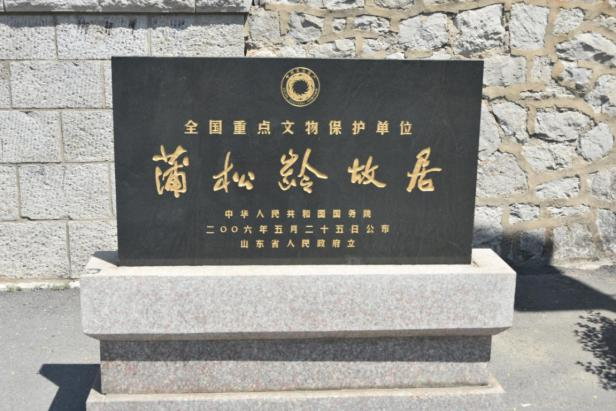 全国重点文物保护单位
蒲松龄故居
中华人民共和国国务院
二〇〇六年五月二十五日公布
山东省人民政府立